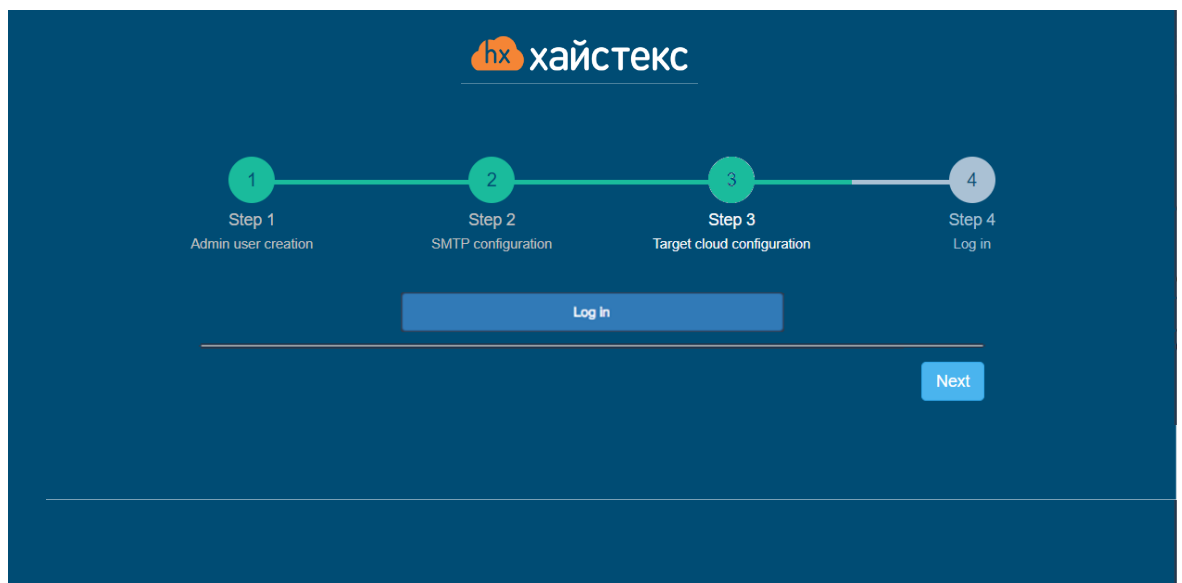 hx хайстекс
1 2 3 4
Step 1 Step 2 Step 3 Step 4
Admin user creation SMTP configuration Target cloud configuration Log in
Log in
Next